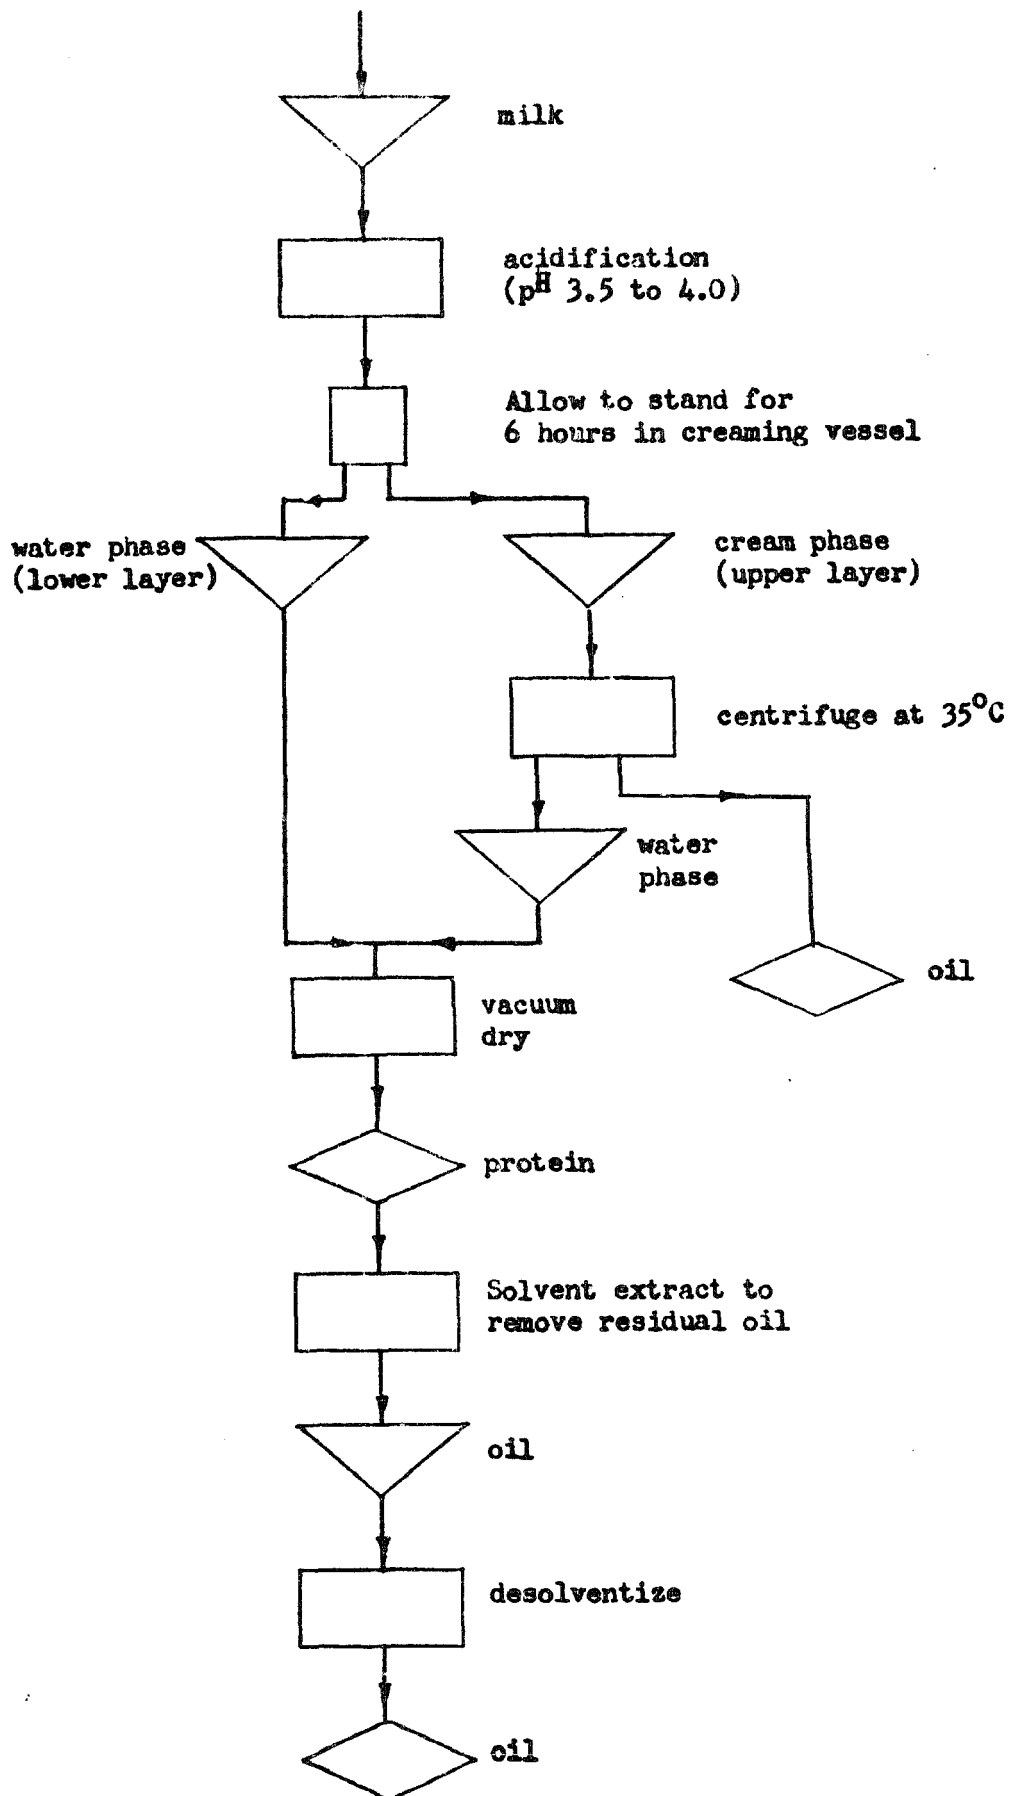 milk
acidification
(pH 3.5 to 4.0)
Allow to stand for
6 hours in creaming vessel
water phase
(lower layer)
cream phase
(upper layer)
centrifuge at 35°C
water
phase
oil
vacuum
dry
protein
Solvent extract to
remove residual oil
oil
desolventize
oil